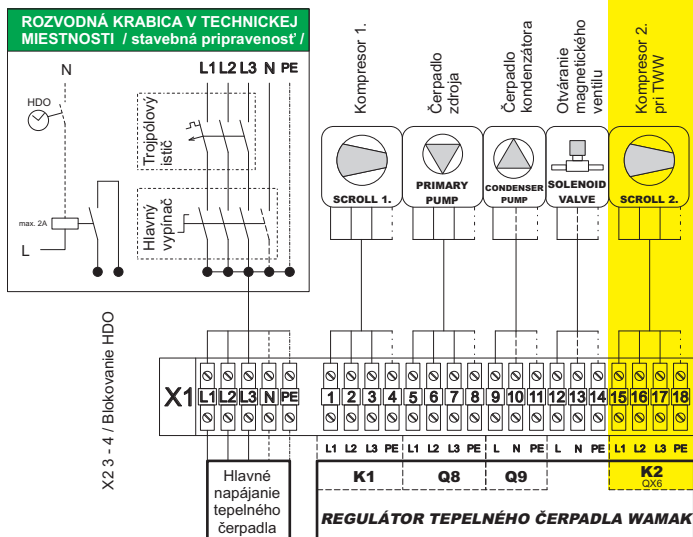 ROZVODNÁ KRABICA V TECHNICKEJ
MIESTNOSTI / stavebná pripravenosť /
N
L1 L2 L3 N PE
HDO
Trojpólový
istič
max. 2A
Hlavný
vypínač
L
X2 3 - 4 / Blokovanie HDO
Kompresor 1.
Čerpadlo
zdroja
Čerpadlo
kondenzátora
Otváranie
magnetického
ventilu
Kompresor 2.
pri TWW
SCROLL 1.
PRIMARY
PUMP
CONDENSER
PUMP
SOLENOID
VALVE
SCROLL 2.
X1
L1 L2 L3 N PE
1 2 3 4 5 6 7 8 9 10 11 12 13 14 15 16 17 18
L1 L2 L3 PE L1 L2 L3 PE L N PE L N PE L1 L2 L3 PE
K1
Q8
Q9
K2
QX6
Hlavné
napájanie
tepelného
čerpadla
REGULÁTOR TEPELNÉHO ČERPADLA WAMAK